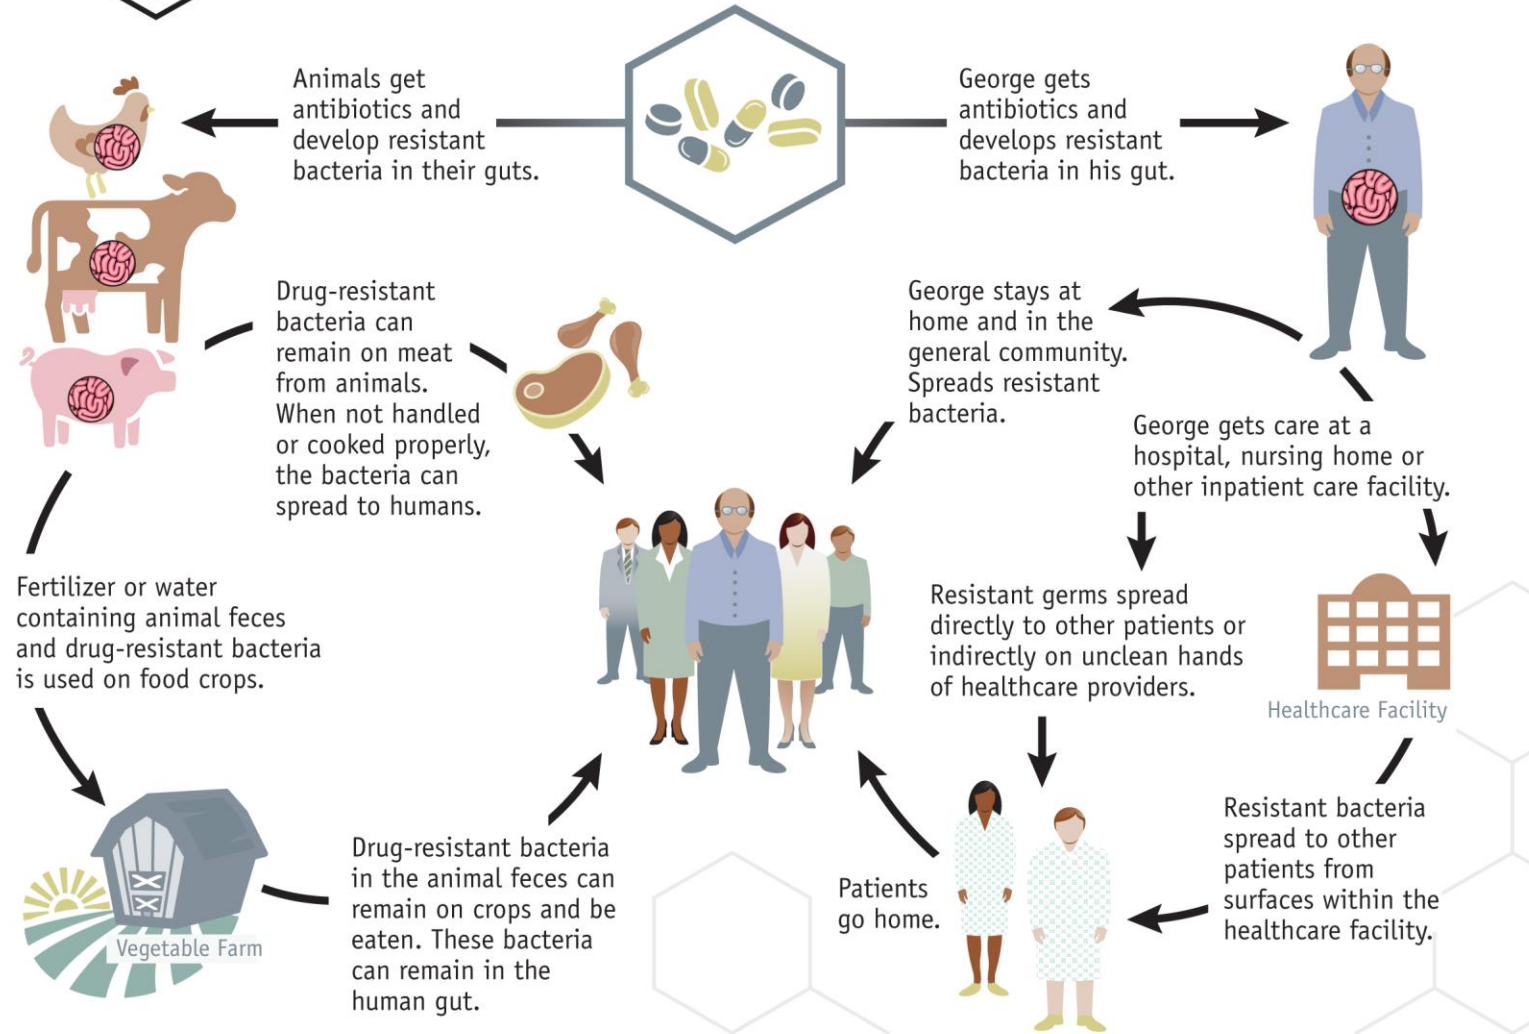 Animals get
antibiotics and
develop resistant
bacteria in their guts.
George gets
antibiotics and
develops resistant
bacteria in his gut.
Drug-resistant
bacteria can
remain on meat
from animals.
When not handled
or cooked properly,
the bacteria can
spread to humans.
George stays at
home and in the
general community.
Spreads resistant
bacteria.
George gets care at a
hospital, nursing home or
other inpatient care facility.
Fertilizer or water
containing animal feces
and drug-resistant bacteria
is used on food crops.
Resistant germs spread
directly to other patients or
indirectly on unclean hands
of healthcare providers.
Healthcare Facility
Vegetable Farm
Drug-resistant bacteria
in the animal feces can
remain on crops and be
eaten. These bacteria
can remain in the
human gut.
Patients
go home.
Resistant bacteria
spread to other
patients from
surfaces within the
healthcare facility.